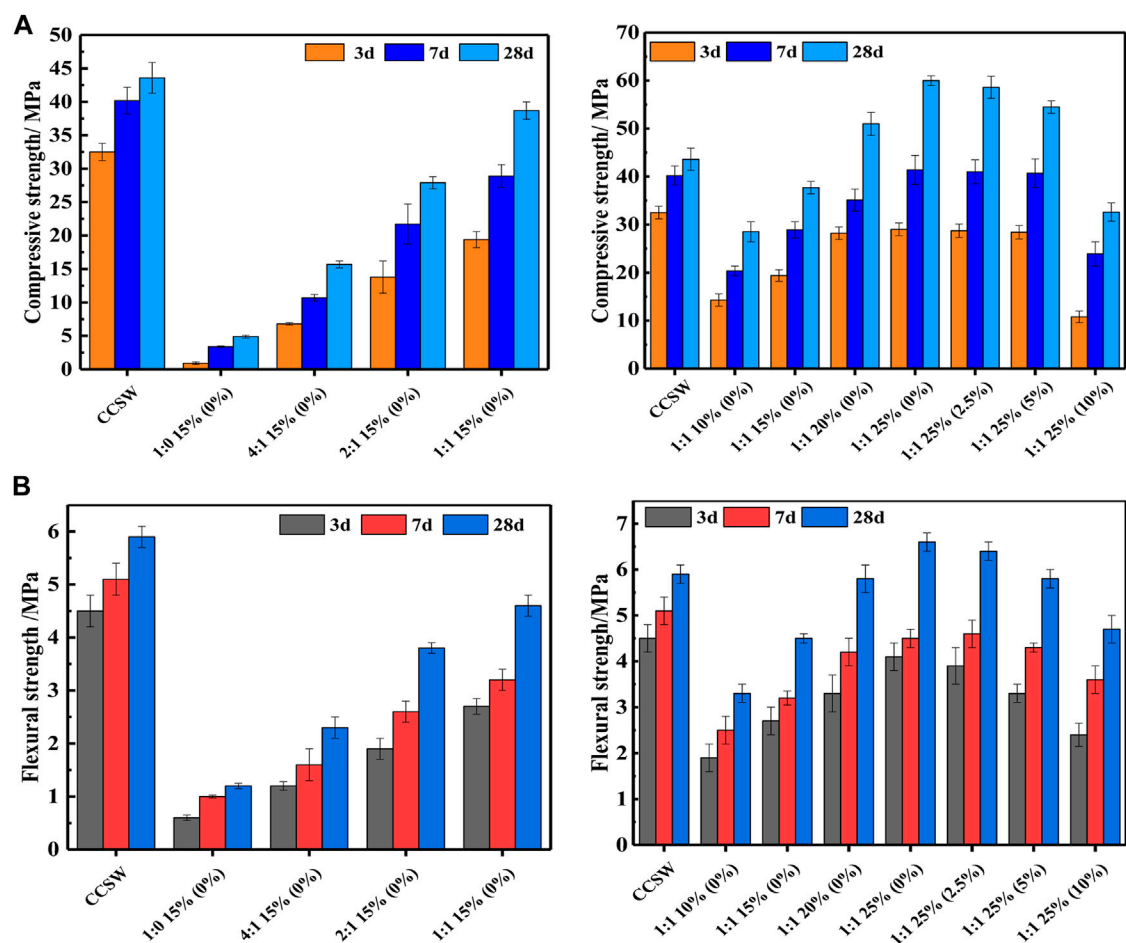 A
Compressive strength/ MPa
50
45
40
35
30
25
20
15
10
5
0
3d 7d 28d
CCSW
1:0 15% (0%)
4:1 15% (0%)
2:1 15% (0%)
1:1 15% (0%)
Compressive strength/ MPa
70
60
50
40
30
20
10
0
3d 7d 28d
CCSW
1:1 10% (0%)
1:1 15% (0%)
1:1 20% (0%)
1:1 25% (0%)
1:1 25% (2.5%)
1:1 25% (5%)
1:1 25% (10%)
B
Flexural strength /MPa
6
5
4
3
2
1
0
3d 7d 28d
CCSW
1:0 15% (0%)
4:1 15% (0%)
2:1 15% (0%)
1:1 15% (0%)
Flexural strengh/MPa
7
6
5
4
3
2
1
0
3d 7d 28d
CCSW
1:1 10% (0%)
1:1 15% (0%)
1:1 20% (0%)
1:1 25% (0%)
1:1 25% (2.5%)
1:1 25% (5%)
1:1 25% (10%)